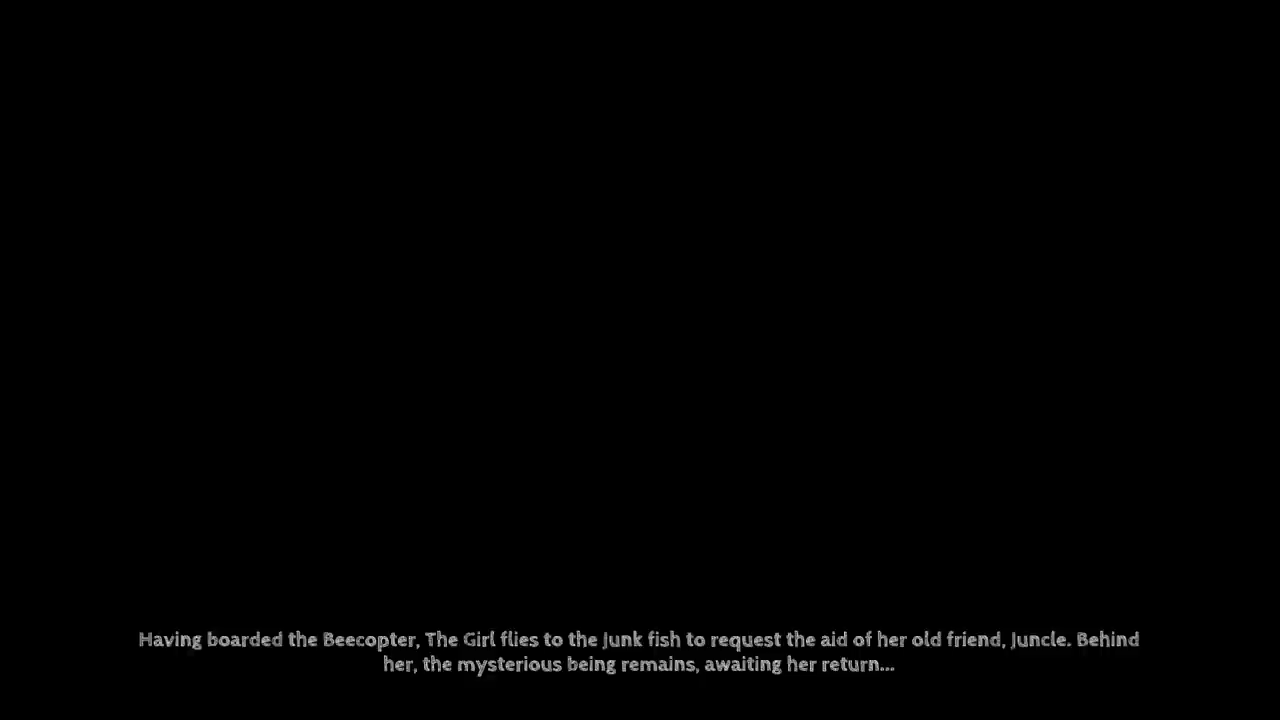 Having boarded the Beecopter, The Girl flies to the Junk fish to request the aid of her old friend, Juncle. Behind
her, the mysterious being remains, awaiting her return...